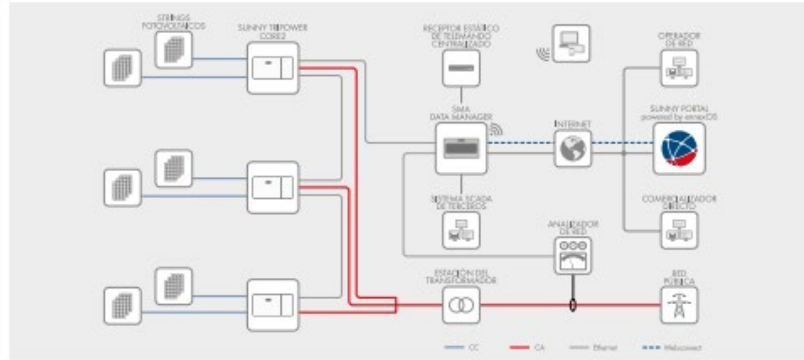 STRINGS
FOTOVOLTÁICOS
SUNNY TRIPOWER
CORE2
RECEPTOR ESTÁTICO
DE TELEMANDO
CENTRALIZADO
OPERADOR
DE RED
SMA
DATA MANAGER
INTERNET
SUNNY PORTAL
powered by ennexOS
SISTEMA SCADA
DE TERCEROS
ANALIZADOR
DE RED
COMERCIALIZADOR
DIRECTO
ESTACIÓN DEL
TRANSFORMADOR
RED
PÚBLICA
CC
CA
Ethernet
Webconnect